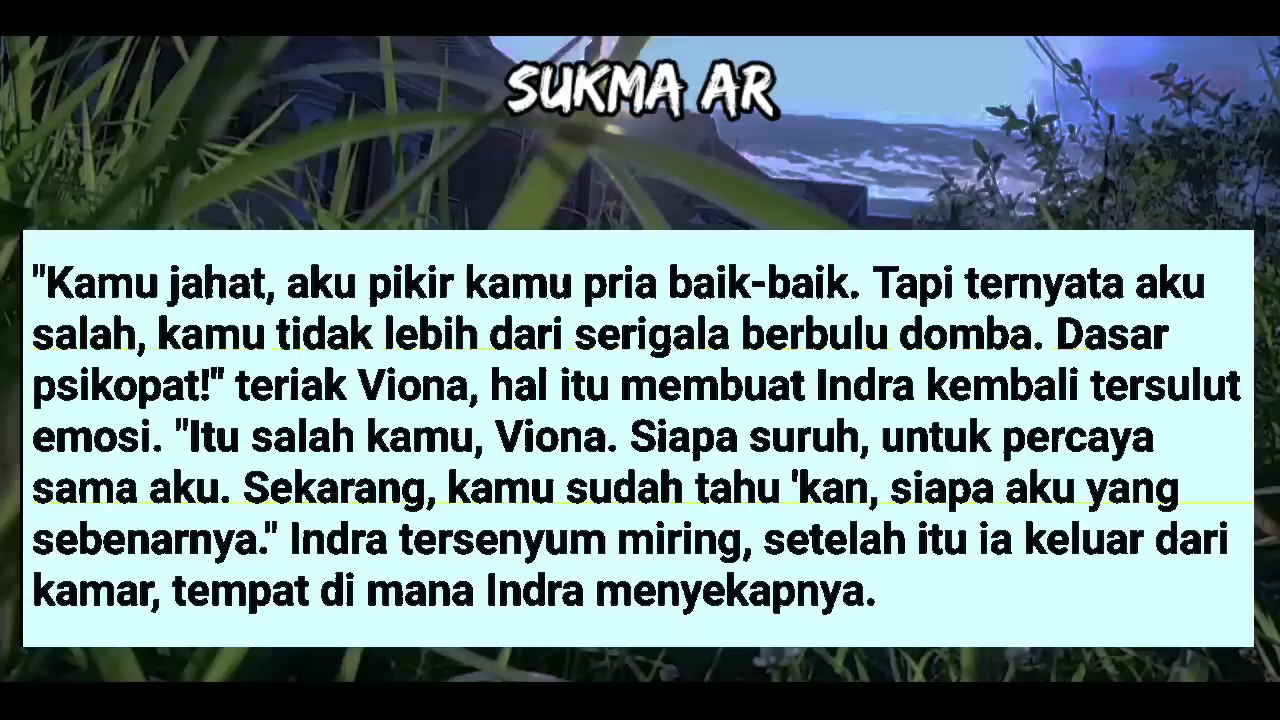 SUKMA AR
"Kamu jahat, aku pikir kamu pria baik-baik. Tapi ternyata aku
salah, kamu tidak lebih dari serigala berbulu domba. Dasar
psikopat!" teriak Viona, hal itu membuat Indra kembali tersulut
emosi. "Itu salah kamu, Viona. Siapa suruh, untuk percaya
sama aku. Sekarang, kamu sudah tahu 'kan, siapa aku yang
sebenarnya." Indra tersenyum miring, setelah itu ia keluar dari
kamar, tempat di mana Indra menyekapnya.